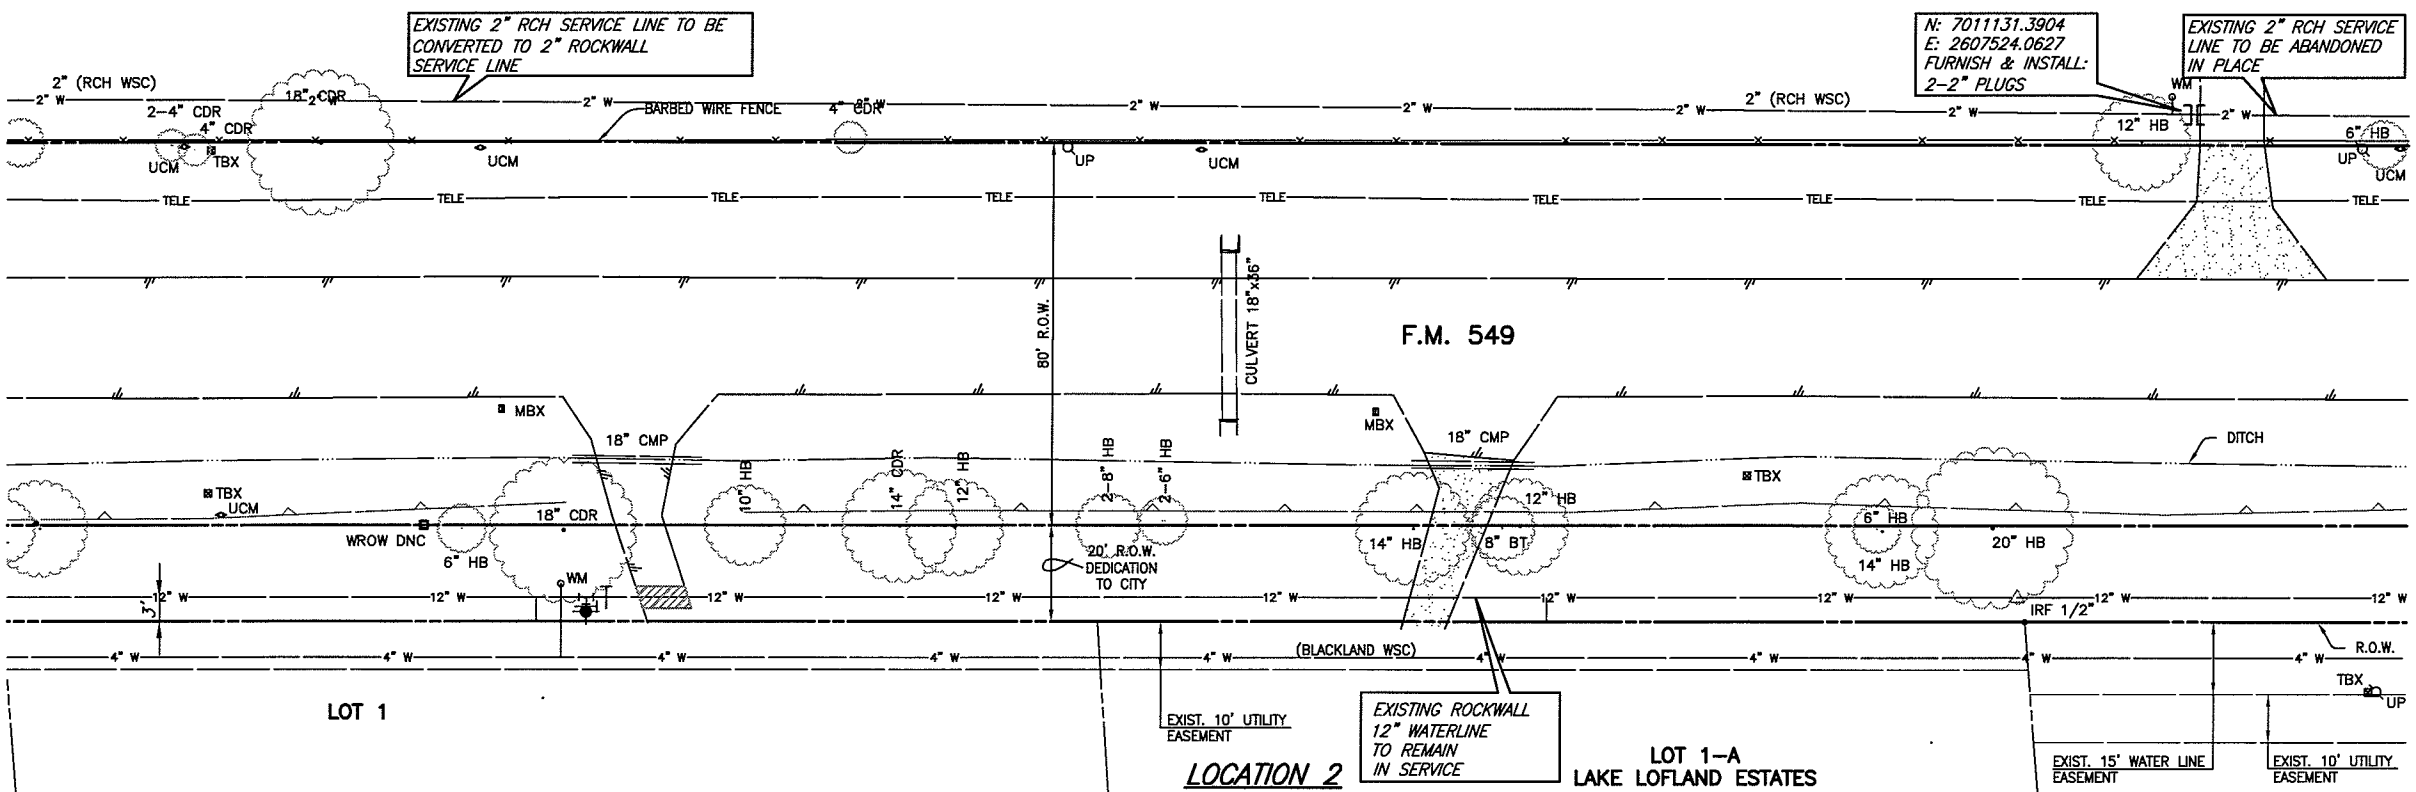 EXISTING 2" RCH SERVICE LINE TO BE
CONVERTED TO 2" ROCKWALL
SERVICE LINE
N: 7011131.3904
E: 2607524.0627
FURNISH & INSTALL:
2-2" PLUGS
EXISTING 2" RCH SERVICE
LINE TO BE ABANDONED
IN PLACE
2" (RCH WSC)
2" W
2" W
2" W
2" W
2" W
2" W
2" W
2" (RCH WSC)
2" W
WM
2-4" CDR
4" CDR
18" CDR
BARBED WIRE FENCE
4" CDR
12" HB
6" HB
UCM
TBX
UCM
UP
UCM
UP
UCM
TELE
TELE
TELE
TELE
TELE
TELE
TELE
TELE
TELE
80' R.O.W.
CULVERT 18"x36"
F.M. 549
MBX
MBX
18" CMP
18" CMP
DITCH
TBX
UCM
TBX
WROW DNC
6" HB
18" CDR
10" HB
14" CDR
12" HB
2-8" HB
2-6" HB
14" HB
8" BT
12" HB
6" HB
14" HB
20" HB
20' R.O.W.
DEDICATION
TO CITY
WM
3'
12" W
12" W
12" W
12" W
12" W
12" W
12" W
12" W
12" W
IRF 1/2"
R.O.W.
4" W
4" W
4" W
4" W
4" W
(BLACKLAND WSC)
4" W
4" W
4" W
4" W
LOT 1
EXIST. 10' UTILITY
EASEMENT
EXISTING ROCKWALL
12" WATERLINE
TO REMAIN
IN SERVICE
TBX
UP
LOCATION 2
LOT 1-A
LAKE LOFLAND ESTATES
EXIST. 15' WATER LINE
EASEMENT
EXIST. 10' UTILITY
EASEMENT